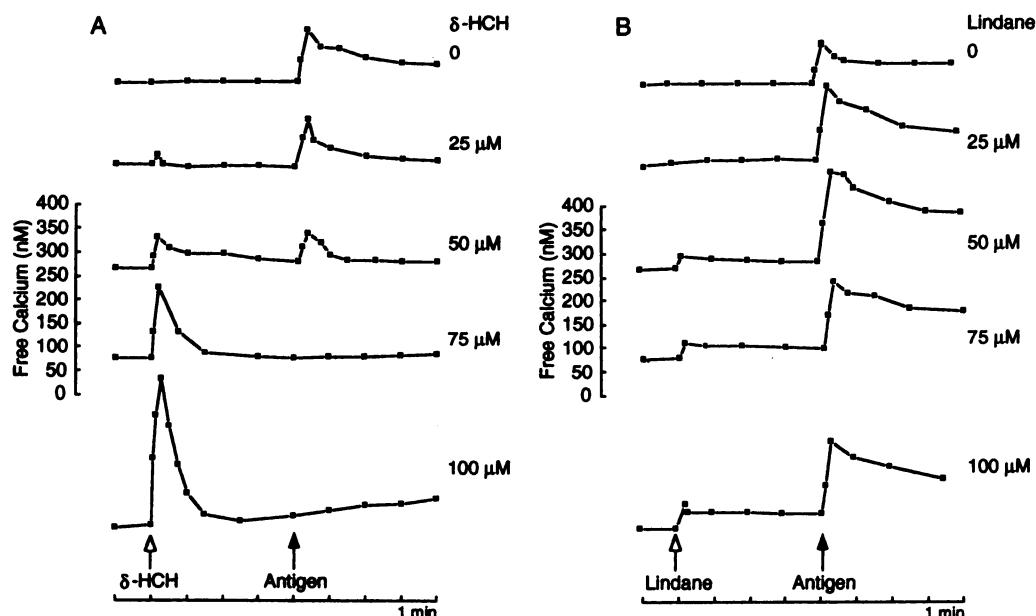 A
δ-HCH
0
25 μM
50 μM
75 μM
100 μM
Free Calcium (nM)
400
350
300
250
200
150
100
50
0
δ-HCH
Antigen
1 min
B
Lindane
0
25 μM
50 μM
75 μM
100 μM
Free Calcium (nM)
400
350
300
250
200
150
100
50
0
Lindane
Antigen
1 min